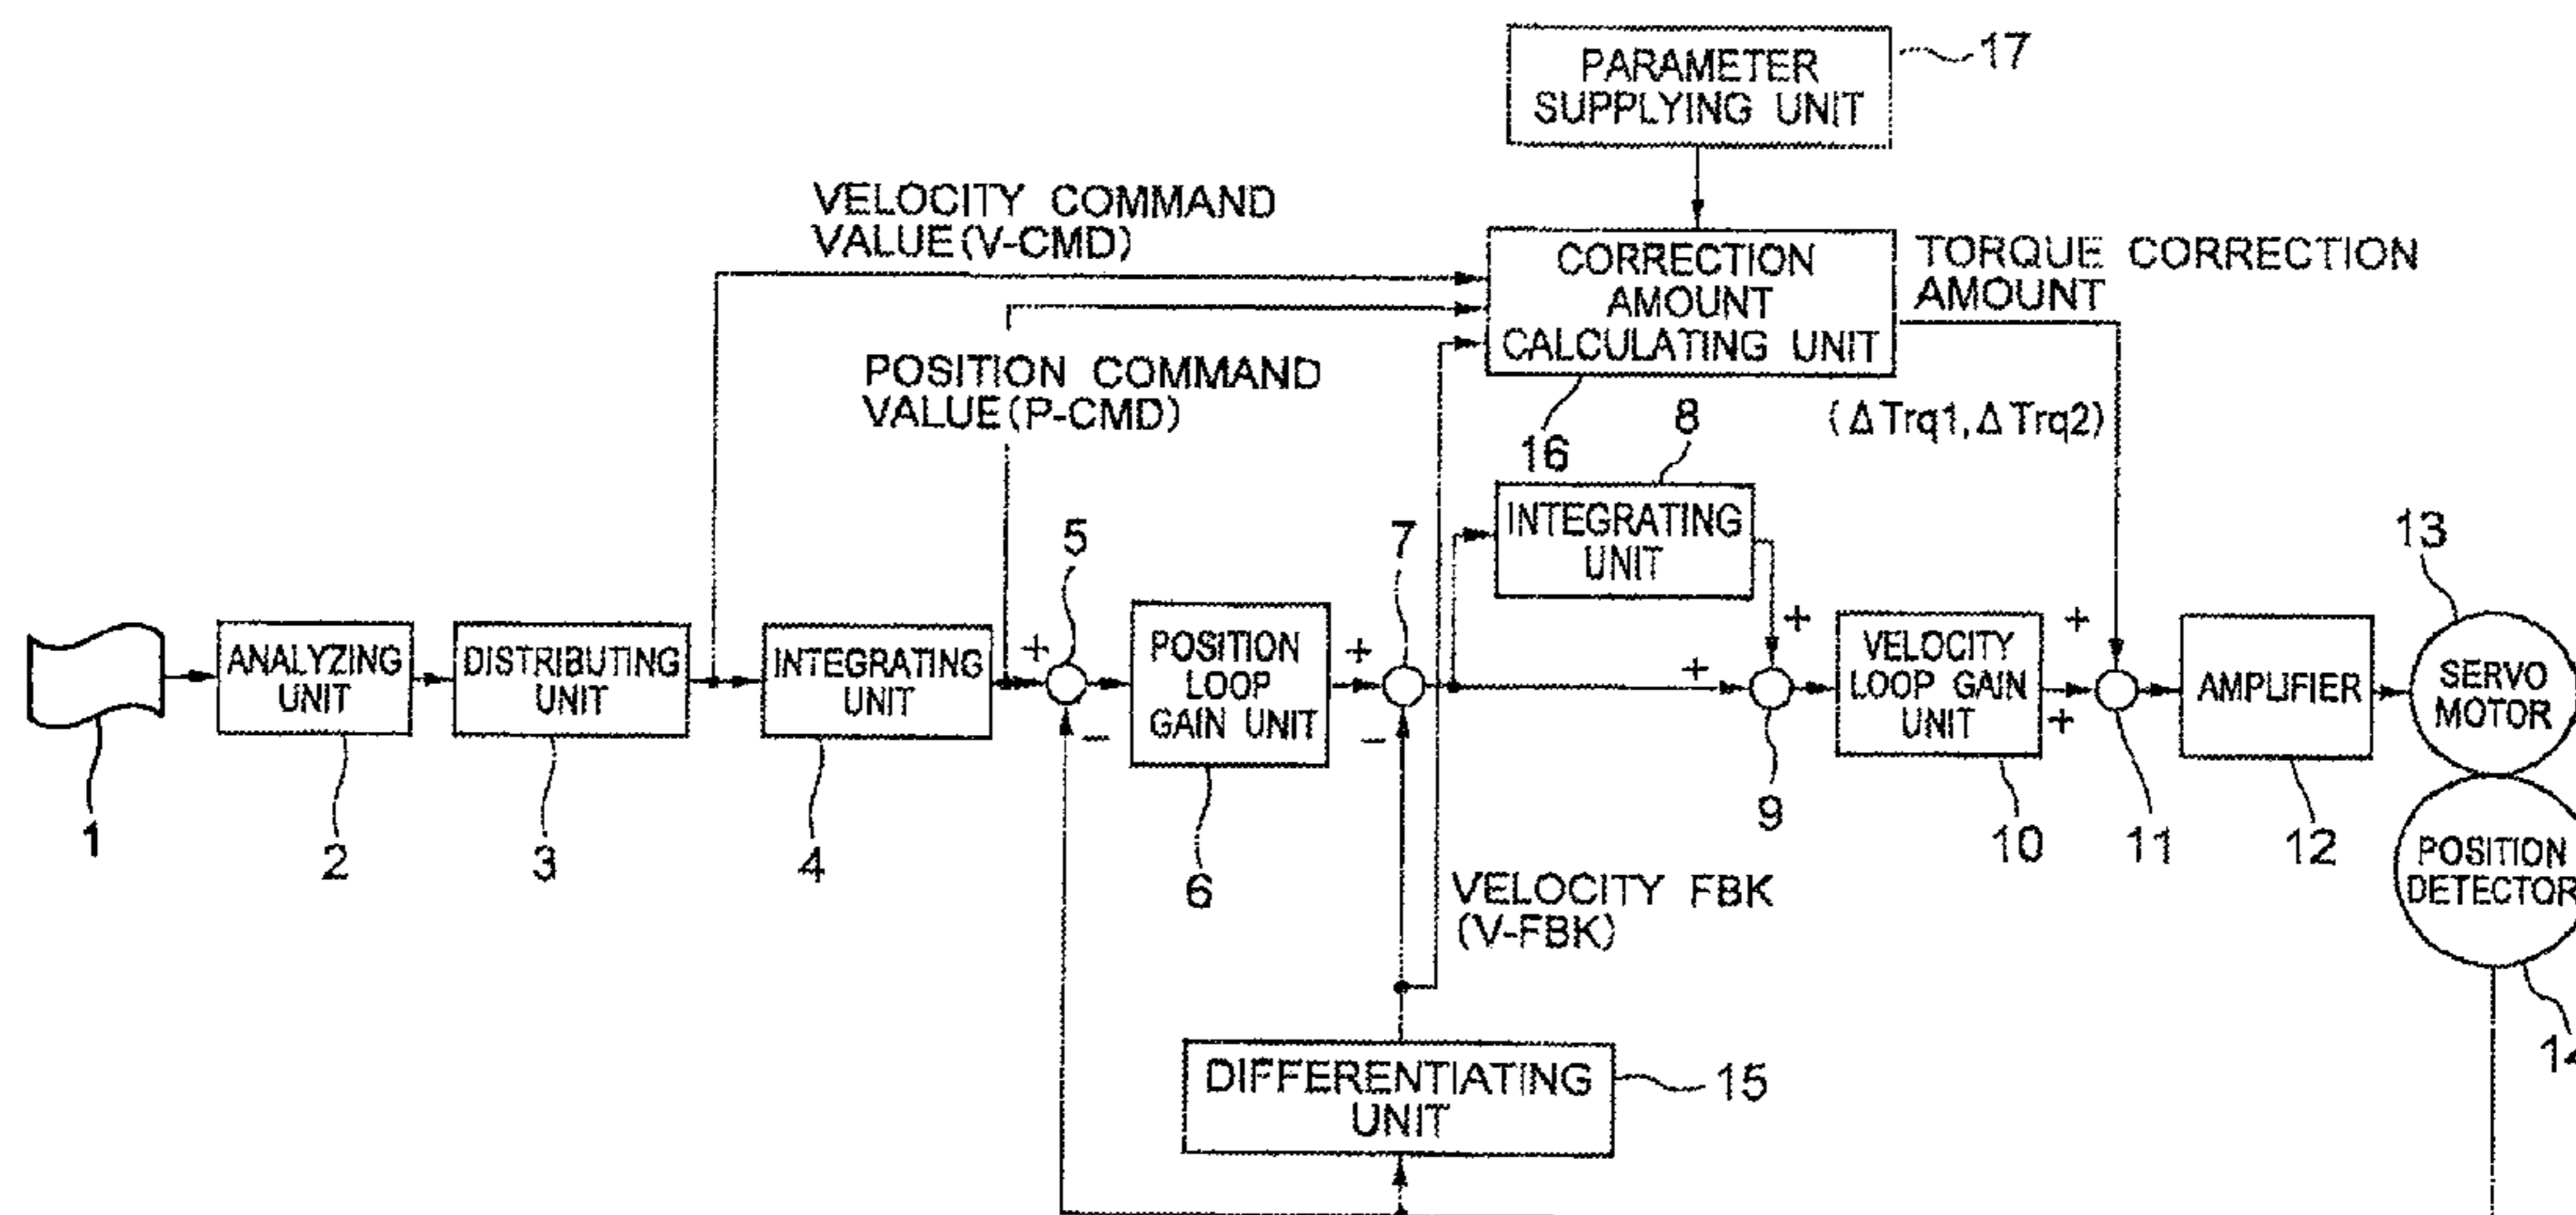 PARAMETER
SUPPLYING UNIT
17
VELOCITY COMMAND
VALUE(V-CMD)
CORRECTION
AMOUNT
CALCULATING UNIT
TORQUE CORRECTION
AMOUNT
POSITION COMMAND
VALUE(P-CMD)
(ΔTrq1,ΔTrq2)
16
8
INTEGRATING
UNIT
5
7
13
ANALYZING
UNIT
DISTRIBUTING
UNIT
INTEGRATING
UNIT
+
−
POSITION
LOOP
GAIN UNIT
+
−
+
+
VELOCITY
LOOP GAIN
UNIT
+
+
AMPLIFIER
SERVO
MOTOR
1
2
3
4
6
9
10
11
12
POSITION
DETECTOR
VELOCITY FBK
(V-FBK)
14
DIFFERENTIATING
UNIT
15